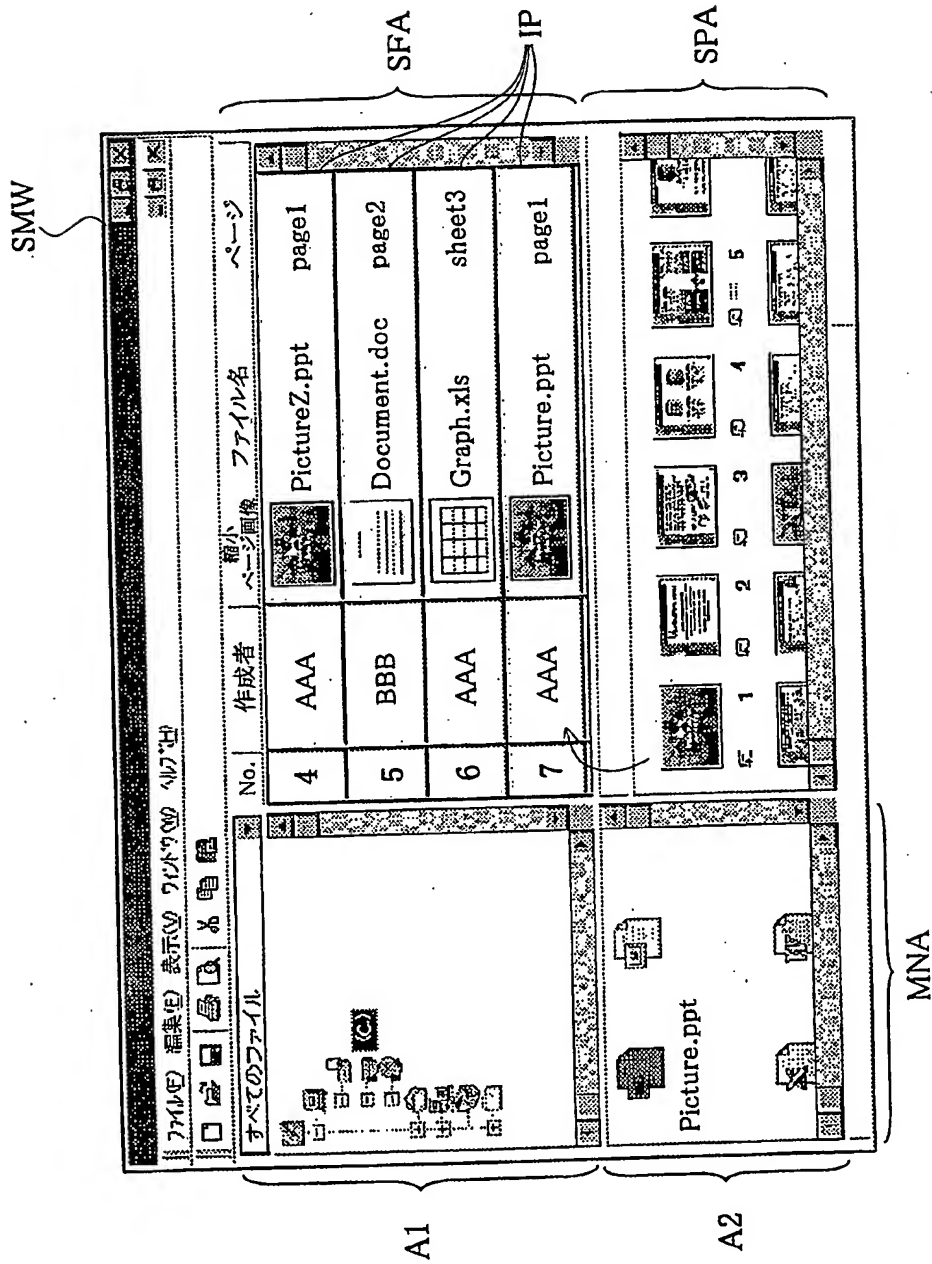 SMW
ファイル(F) 編集(E) 表示(V) ウィンドウ(W) ヘルプ(H)
すべてのファイル
(C)
No. 作成者 縮小ページ画像 ファイル名 ページ
4 AAA PictureZ.ppt page1
5 BBB Document.doc page2
6 AAA Graph.xls sheet3
7 AAA Picture.ppt page1
Picture.ppt
1 2 3 4 5
A1
A2
MNA
SFA
IP
SPA